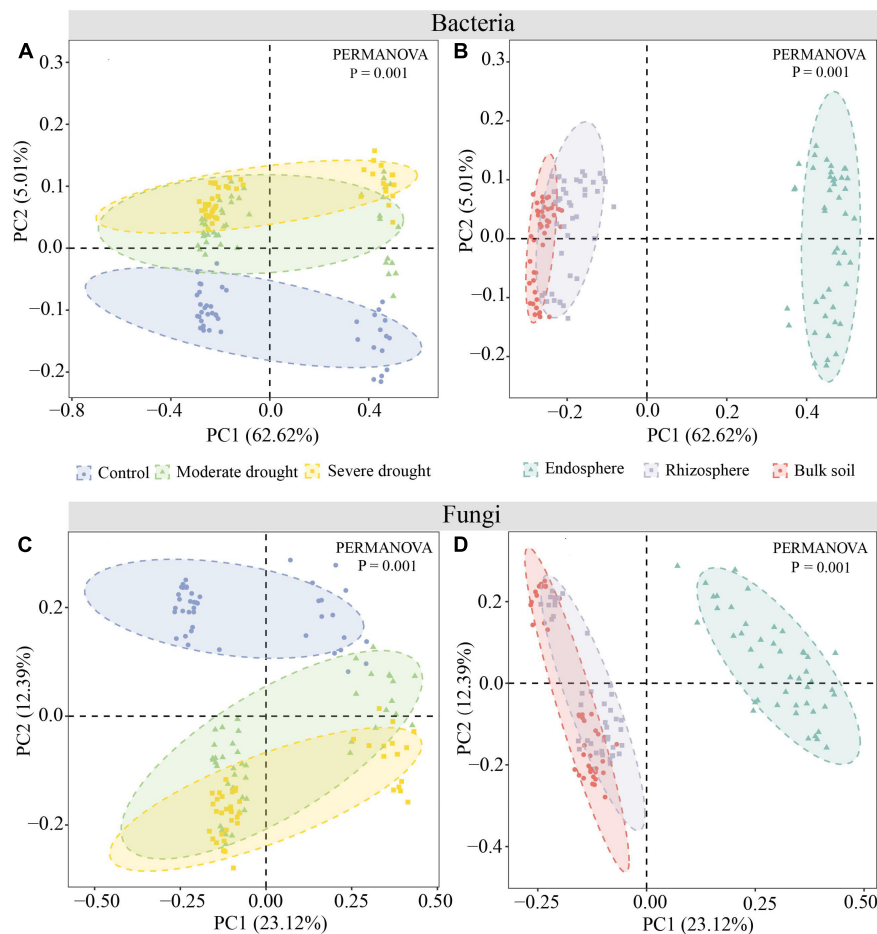 Bacteria
A
PERMANOVA
P = 0.001
0.3
0.2
0.1
0.0
−0.1
−0.2
PC2 (5.01%)
−0.8
−0.4
0.0
0.4
PC1 (62.62%)
B
PERMANOVA
P = 0.001
0.3
0.2
0.1
0.0
−0.1
−0.2
PC2 (5.01%)
−0.2
0.0
0.2
0.4
PC1 (62.62%)
Control Moderate drought Severe drought
Endosphere Rhizosphere Bulk soil
Fungi
C
PERMANOVA
P = 0.001
0.2
0.0
−0.2
PC2 (12.39%)
−0.50
−0.25
0.00
0.25
0.50
PC1 (23.12%)
D
PERMANOVA
P = 0.001
0.2
0.0
−0.2
−0.4
PC2 (12.39%)
−0.25
0.00
0.25
0.50
PC1 (23.12%)